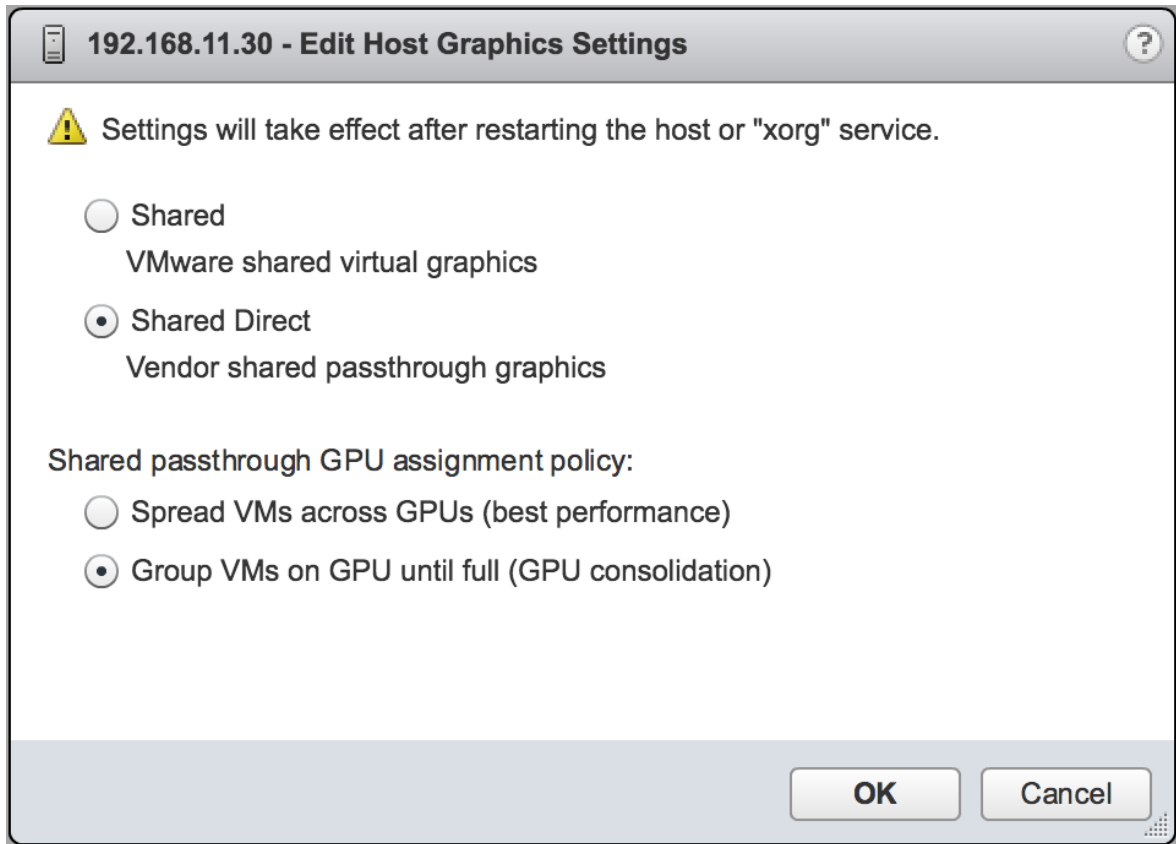 192.168.11.30 - Edit Host Graphics Settings
?
Settings will take effect after restarting the host or "xorg" service.
Shared
VMware shared virtual graphics
Shared Direct
Vendor shared passthrough graphics
Shared passthrough GPU assignment policy:
Spread VMs across GPUs (best performance)
Group VMs on GPU until full (GPU consolidation)
OK Cancel